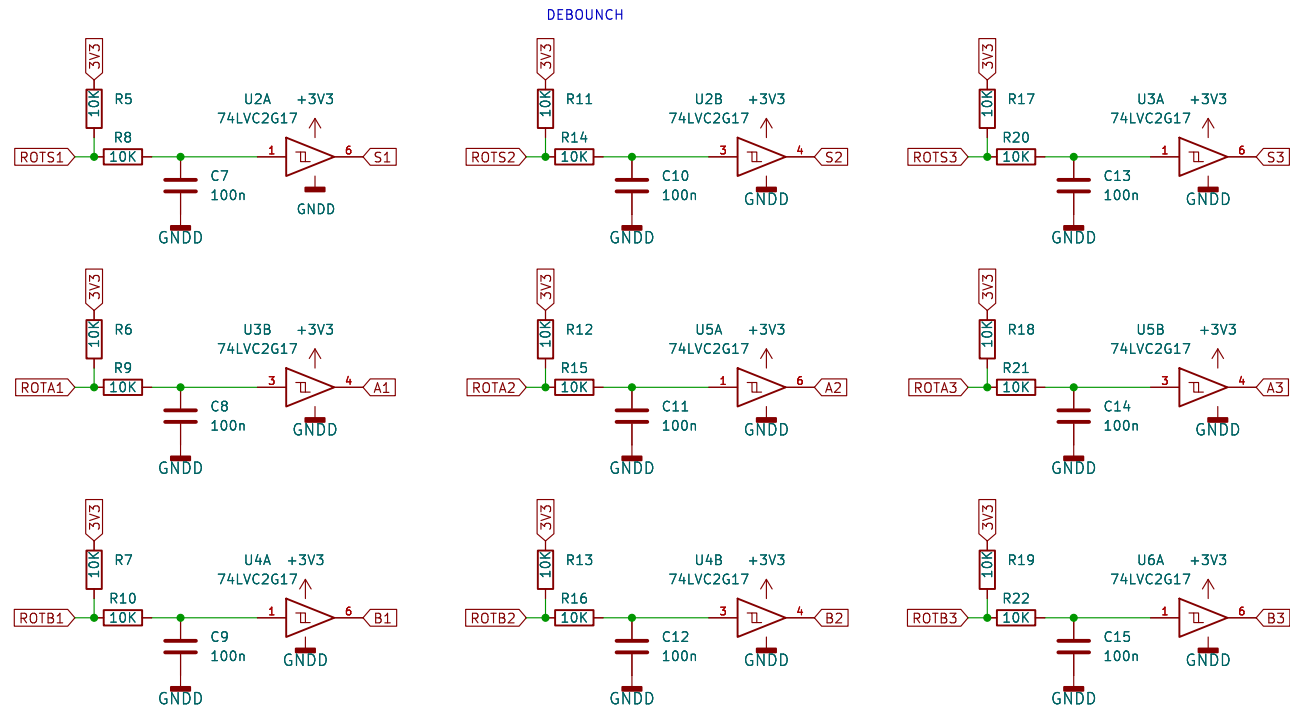 DEBOUNCH
3V3 3V3 3V3
10K R5 U2A +3V3 10K R11 U2B +3V3 10K R17 U3A +3V3
74LVC2G17 74LVC2G17 74LVC2G17
R8 R14 R20
ROTS1 10K 1 6 S1 ROTS2 10K 3 4 S2 ROTS3 10K 1 6 S3
C7 C10 C13
100n 100n GNDD 100n GNDD
GNDD
GNDD GNDD GNDD
3V3 3V3 3V3
10K R6 U3B +3V3 10K R12 U5A +3V3 10K R18 U5B +3V3
74LVC2G17 74LVC2G17 74LVC2G17
R9 R15 R21
ROTA1 10K 3 4 A1 ROTA2 10K 1 6 A2 ROTA3 10K 3 4 A3
C8 C11 C14
100n GNDD 100n GNDD 100n GNDD
GNDD GNDD GNDD
3V3 3V3 3V3
10K R7 U4A +3V3 10K R13 U4B +3V3 10K R19 U6A +3V3
74LVC2G17 74LVC2G17 74LVC2G17
R10 R16 R22
ROTB1 10K 1 6 B1 ROTB2 10K 3 4 B2 ROTB3 10K 1 6 B3
C9 C12 C15
100n GNDD 100n GNDD 100n GNDD
GNDD GNDD GNDD